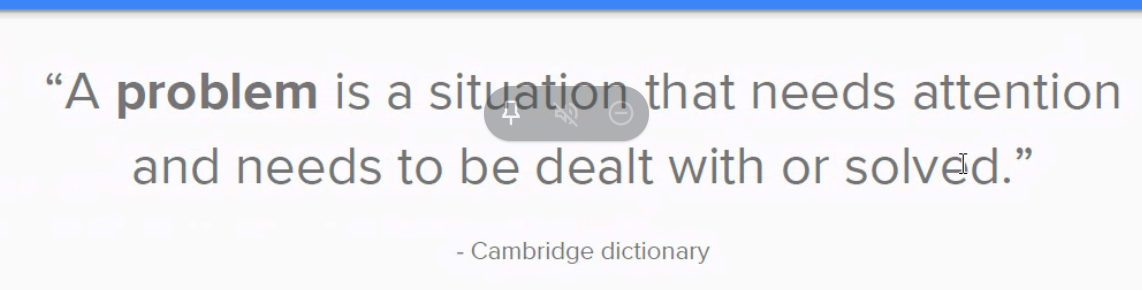 “A problem is a situation that needs attention
and needs to be dealt with or solved.”
- Cambridge dictionary